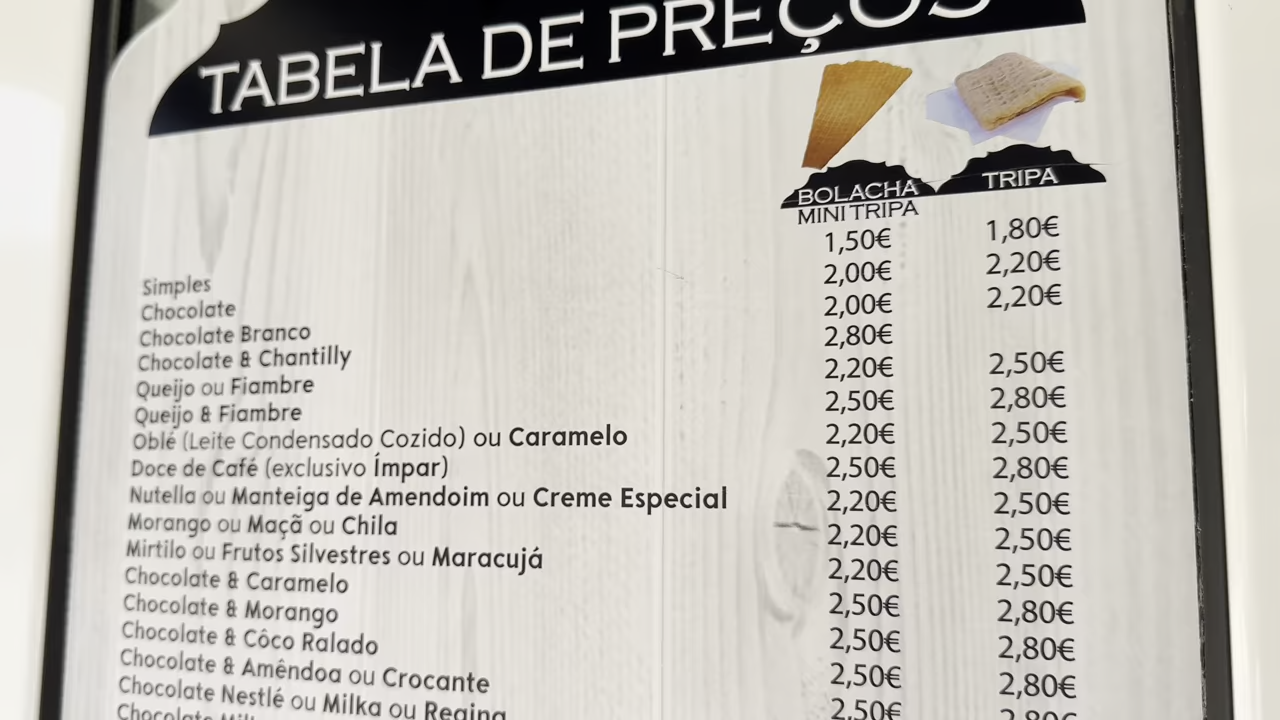 TABELA DE PREÇOS
BOLACHA TRIPA
MINI TRIPA
Simples 1,50€ 1,80€
Chocolate 2,00€ 2,20€
Chocolate Branco 2,00€ 2,20€
Chocolate & Chantilly 2,80€
Queijo ou Fiambre 2,20€ 2,50€
Queijo & Fiambre 2,50€ 2,80€
Oblé (Leite Condensado Cozido) ou Caramelo 2,20€ 2,50€
Doce de Café (exclusivo Ímpar) 2,50€ 2,80€
Nutella ou Manteiga de Amendoim ou Creme Especial 2,20€ 2,50€
Morango ou Maçã ou Chila 2,20€ 2,50€
Mirtilo ou Frutos Silvestres ou Maracujá 2,20€ 2,50€
Chocolate & Caramelo 2,50€ 2,80€
Chocolate & Morango 2,50€ 2,80€
Chocolate & Côco Ralado 2,50€ 2,80€
Chocolate & Amêndoa ou Crocante 2,50€ 2,80€
Chocolate Nestlé ou Milka ou Regina
Chocolate